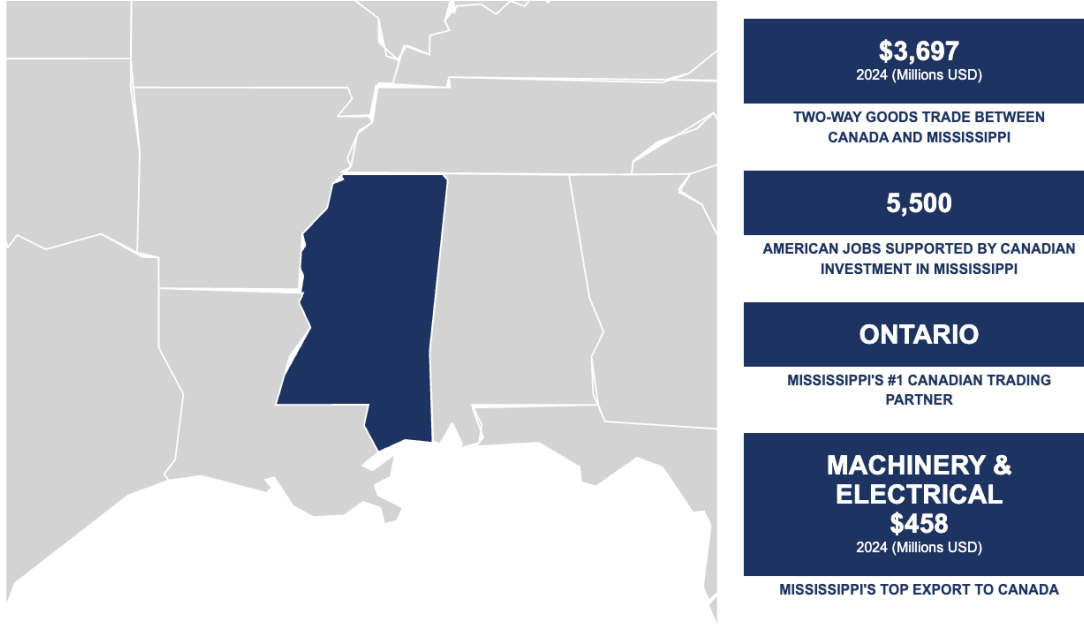 $3,697
2024 (Millions USD)
TWO-WAY GOODS TRADE BETWEEN
CANADA AND MISSISSIPPI
5,500
AMERICAN JOBS SUPPORTED BY CANADIAN
INVESTMENT IN MISSISSIPPI
ONTARIO
MISSISSIPPI'S #1 CANADIAN TRADING
PARTNER
MACHINERY &
ELECTRICAL
$458
2024 (Millions USD)
MISSISSIPPI'S TOP EXPORT TO CANADA